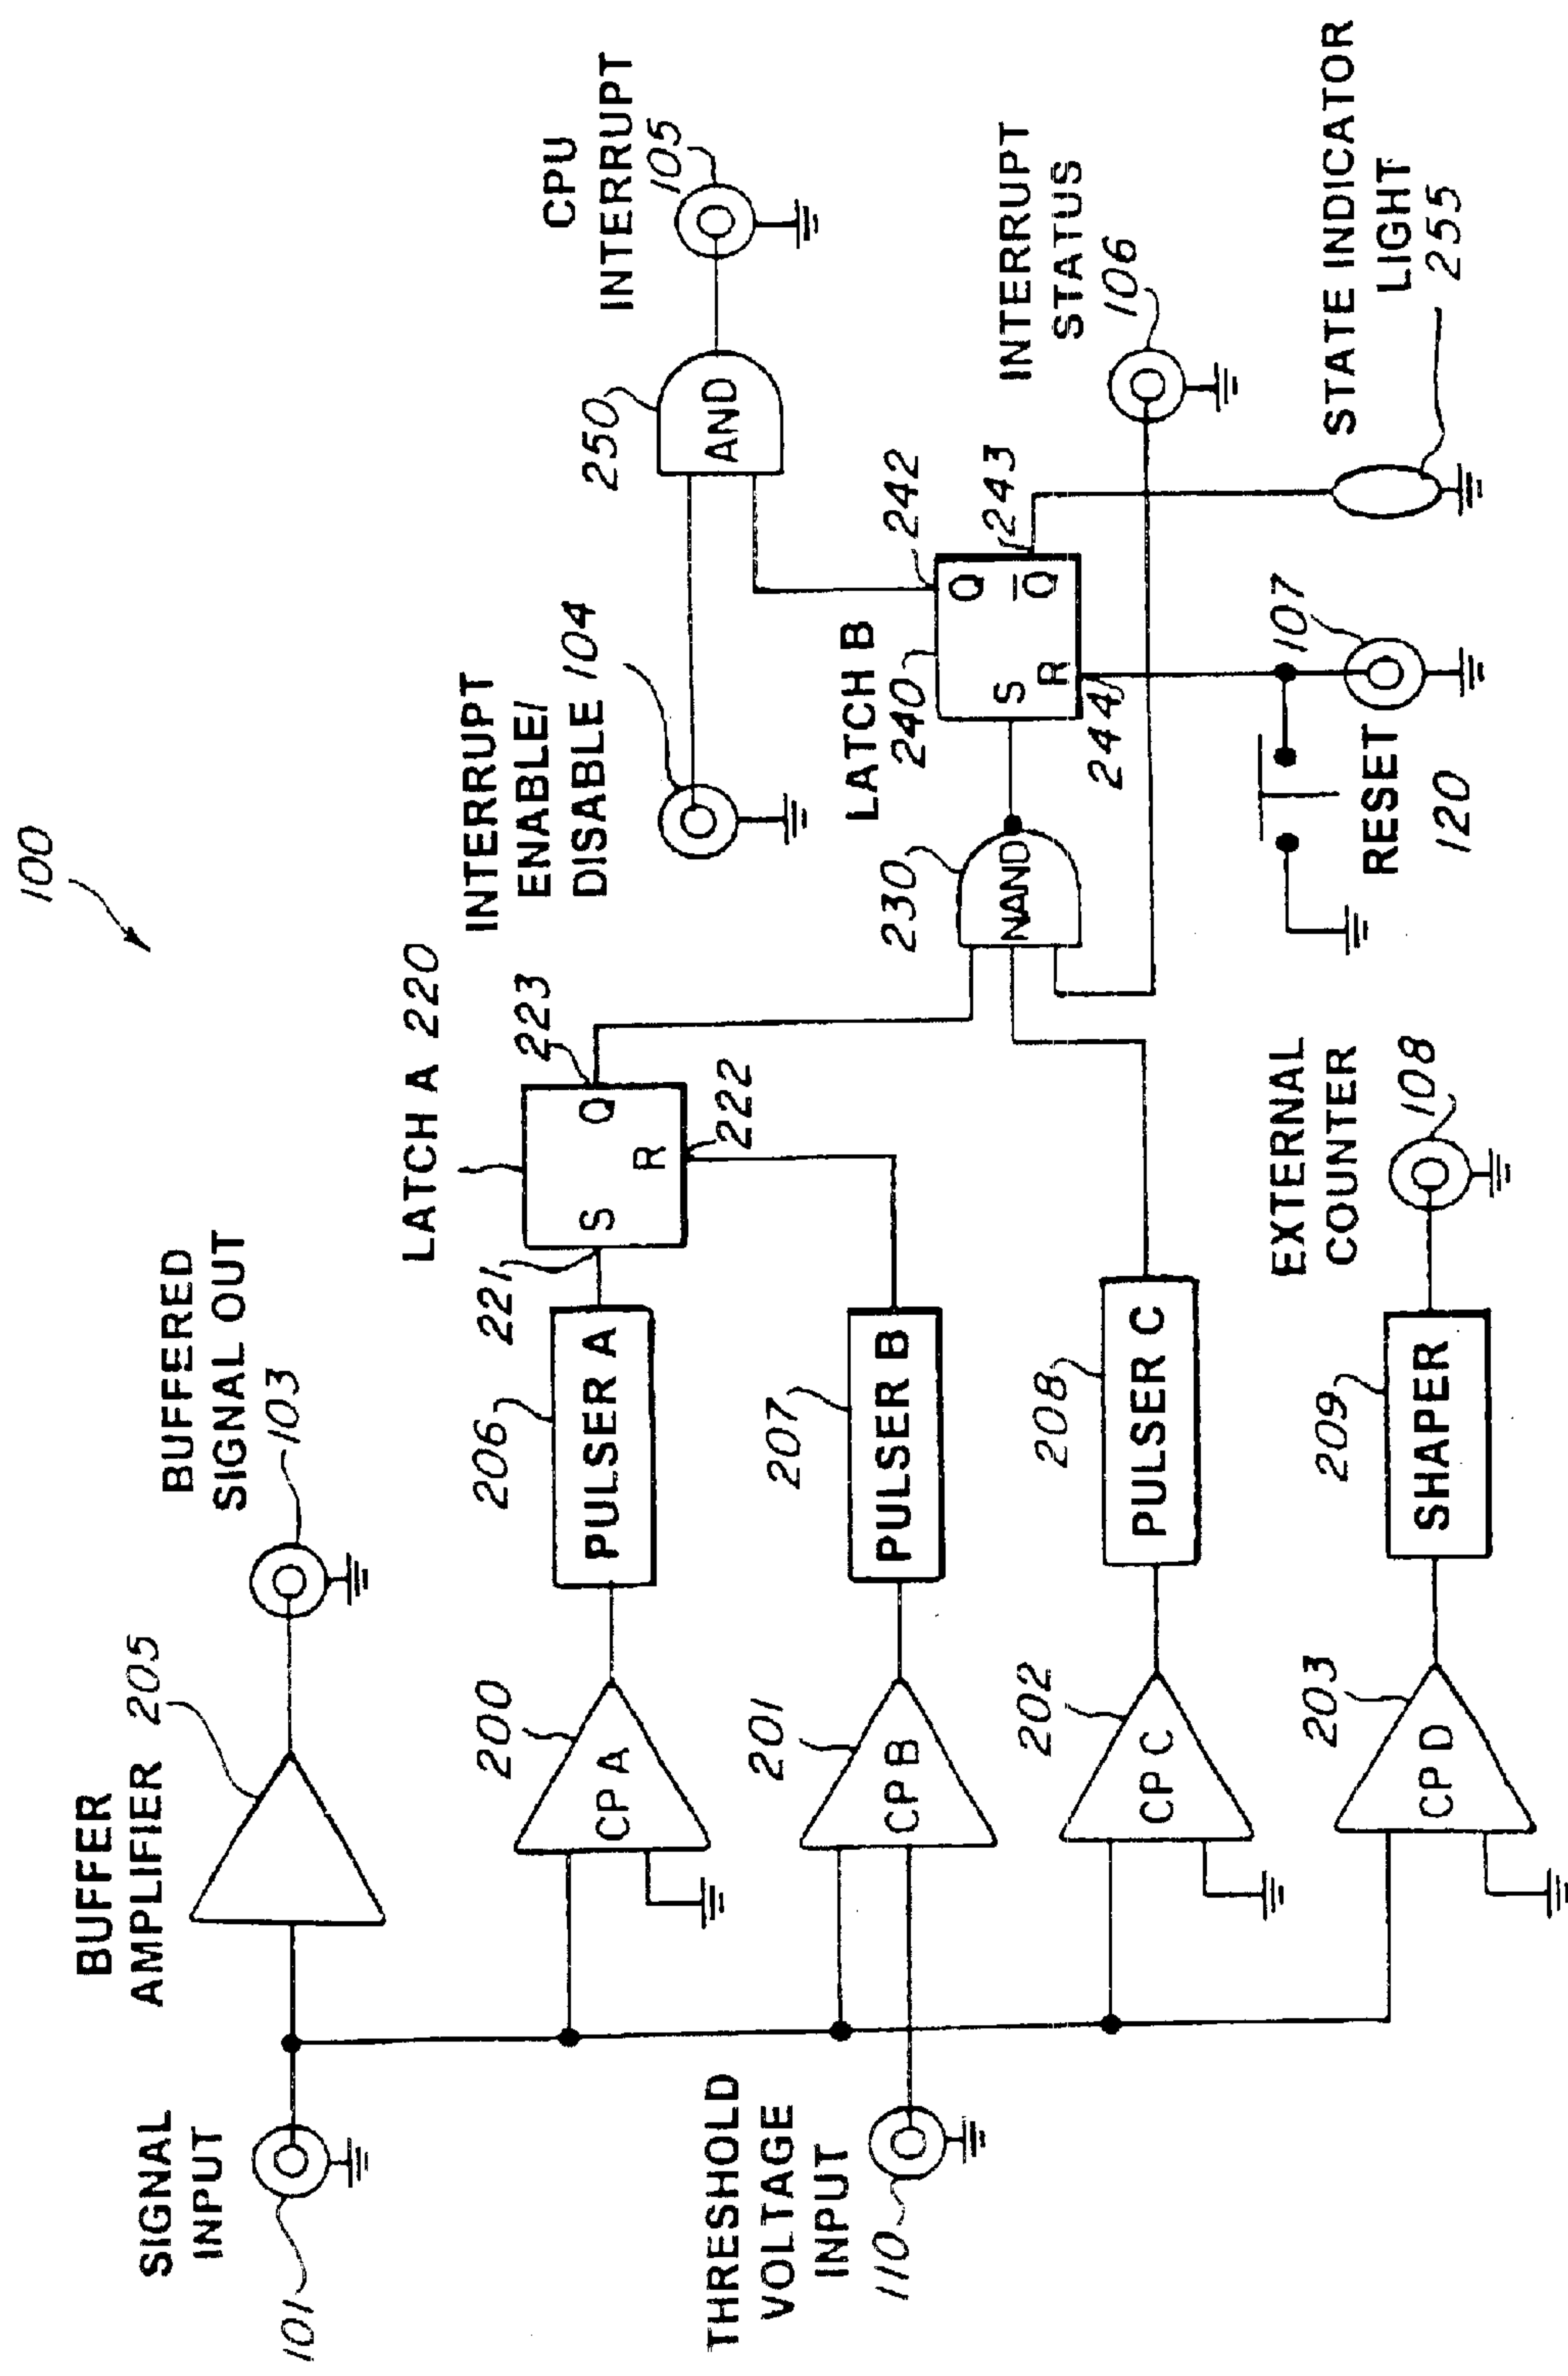 100
BUFFER
AMPLIFIER 205
BUFFERED
SIGNAL OUT
103
SIGNAL
INPUT
101
LATCH A 220
200
CP A
206
PULSER A
221
S
Q
R
223
222
INTERRUPT
ENABLE/
DISABLE 104
250
AND
CPU
INTERRUPT
105
THRESHOLD
VOLTAGE
INPUT
110
201
CP B
207
PULSER B
230
NAND
LATCH B
240
S
R
Q
Q̅
242
243
244
INTERRUPT
STATUS
106
202
CP C
208
PULSER C
EXTERNAL
COUNTER
108
203
CP D
209
SHAPER
RESET
120
107
STATE INDICATOR
LIGHT
255